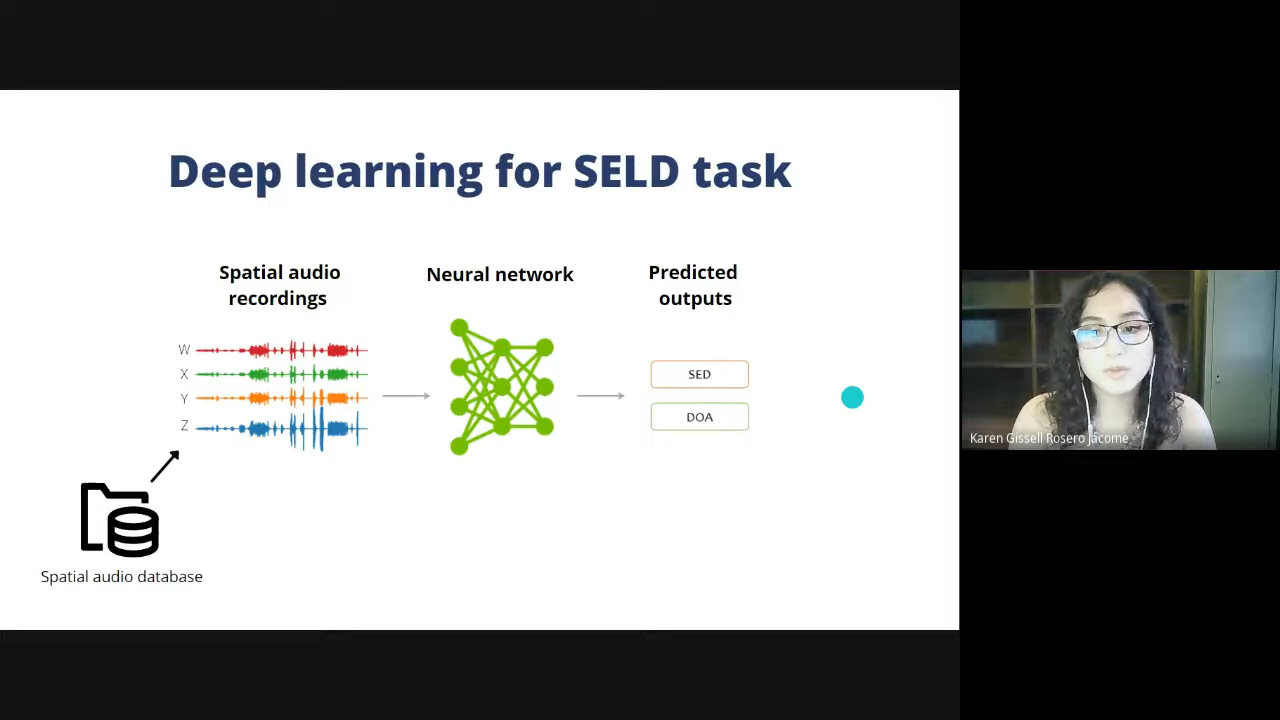 Deep learning for SELD task
Spatial audio
recordings
Neural network
Predicted
outputs
W
X
Y
Z
SED
DOA
Spatial audio database
Karen Gissell Rosero Jacome